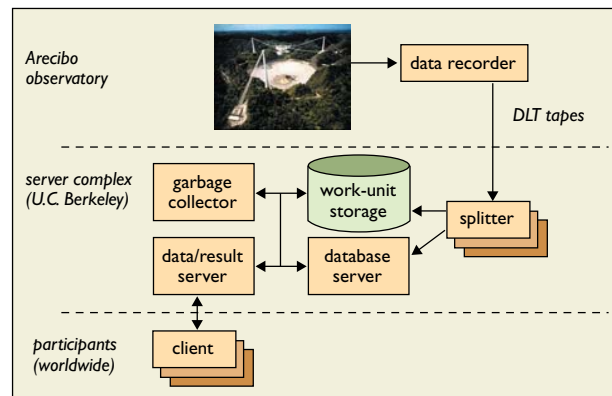 Arecibo
observatory
data recorder
DLT tapes
server complex
(U.C. Berkeley)
garbage
collector
work-unit
storage
splitter
data/result
server
database
server
participants
(worldwide)
client